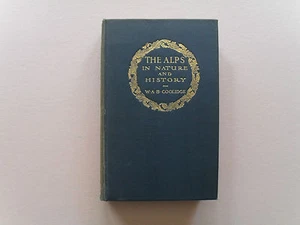 THE ALPS
IN NATURE
AND
HISTORY
W·A·B·COOLIDGE